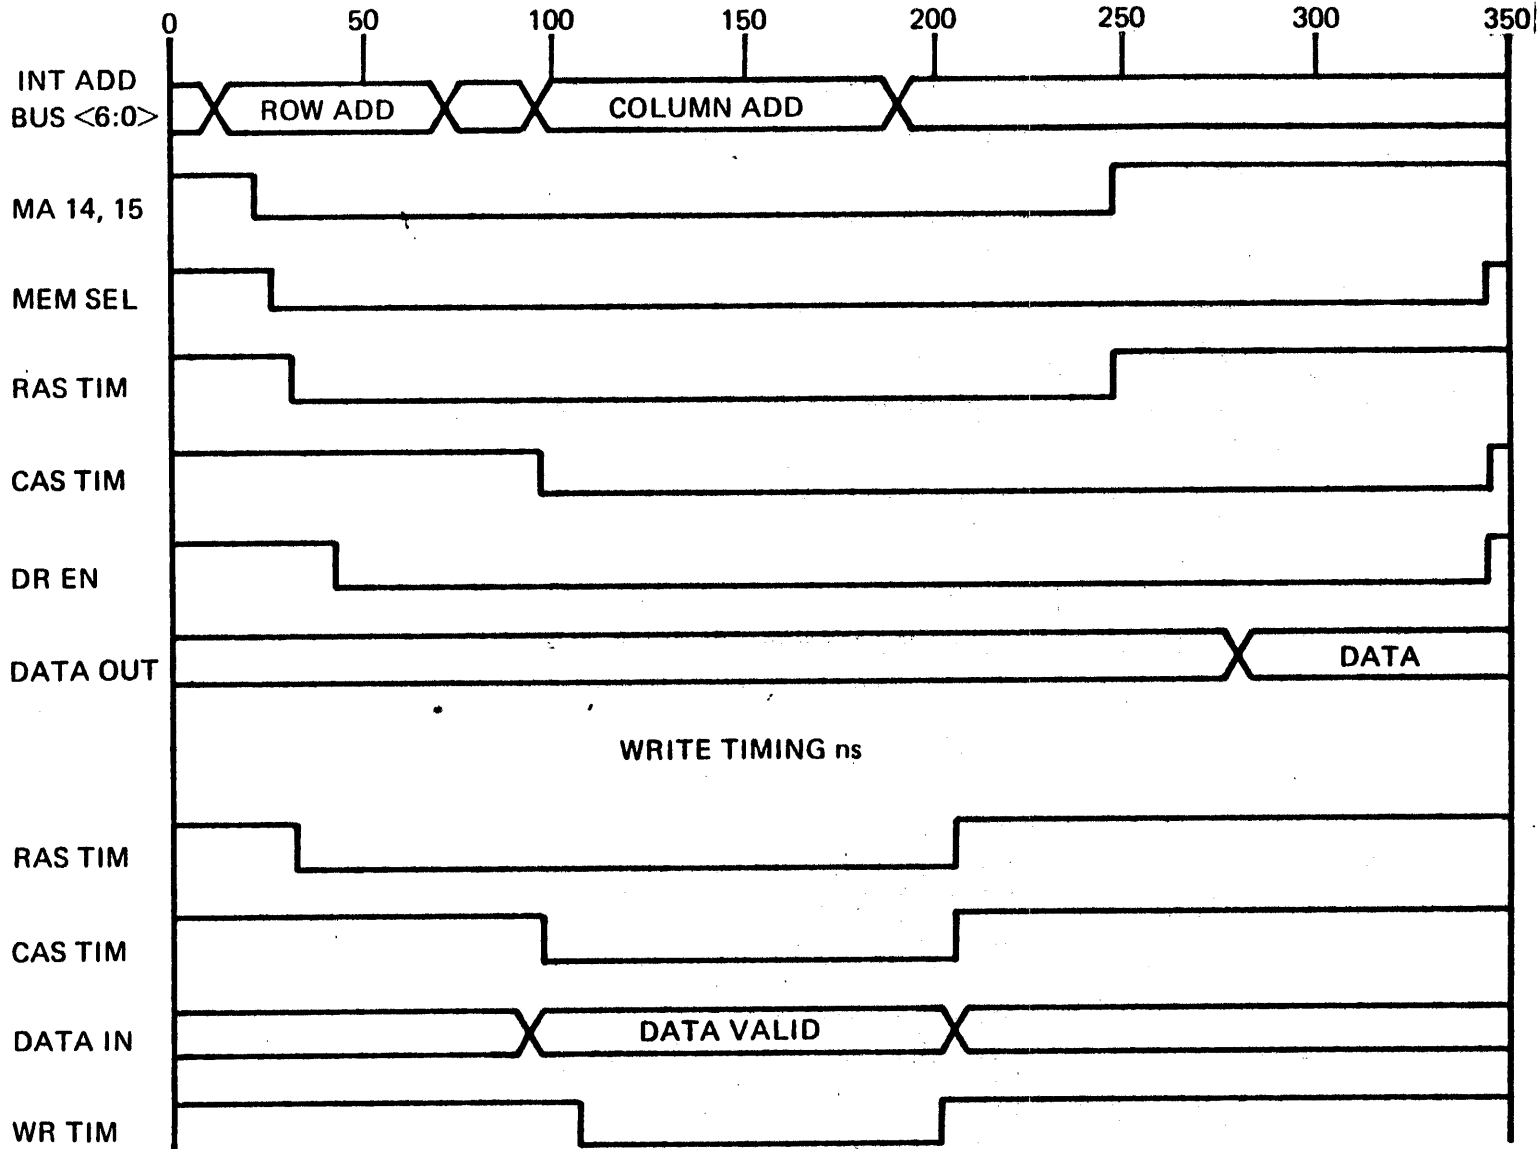 0 50 100 150 200 250 300 350
INT ADD
BUS <6:0>
ROW ADD
COLUMN ADD
MA 14, 15
MEM SEL
RAS TIM
CAS TIM
DR EN
DATA OUT
DATA
WRITE TIMING ns
RAS TIM
CAS TIM
DATA IN
DATA VALID
WR TIM